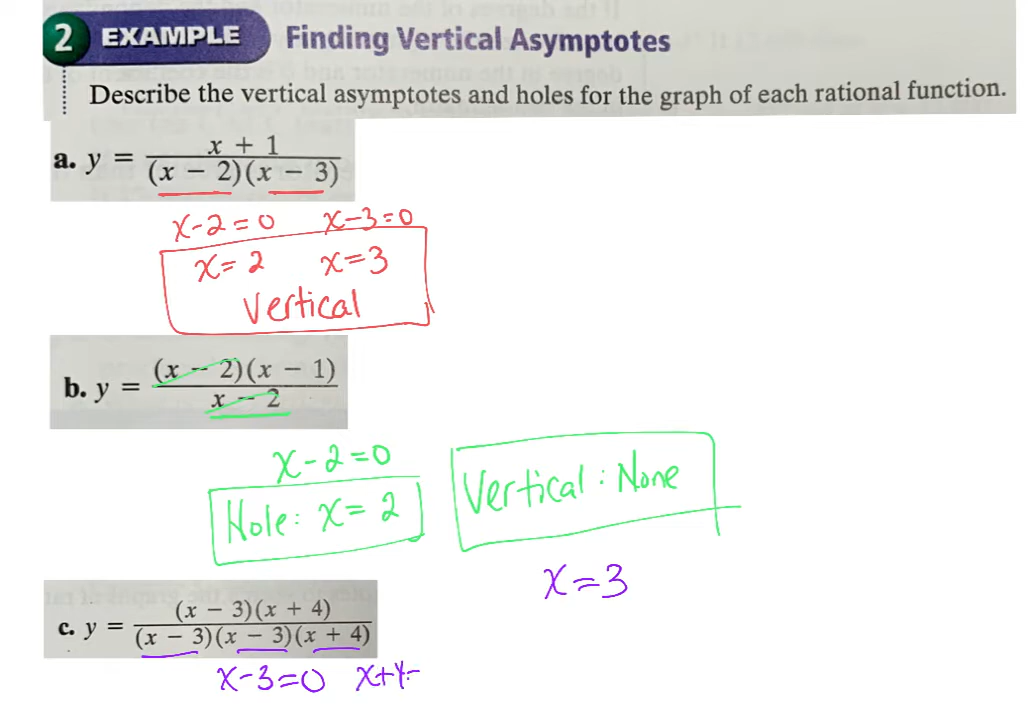 2 EXAMPLE Finding Vertical Asymptotes
Describe the vertical asymptotes and holes for the graph of each rational function.
a. y = x + 1 / (x − 2)(x − 3)
x-2=0 x-3=0
x=2 x=3
Vertical
b. y = (x − 2)(x − 1) / x − 2
x-2=0
Hole: x=2
Vertical: None
x=3
c. y = (x − 3)(x + 4) / (x − 3)(x − 3)(x + 4)
x-3=0 x+4=